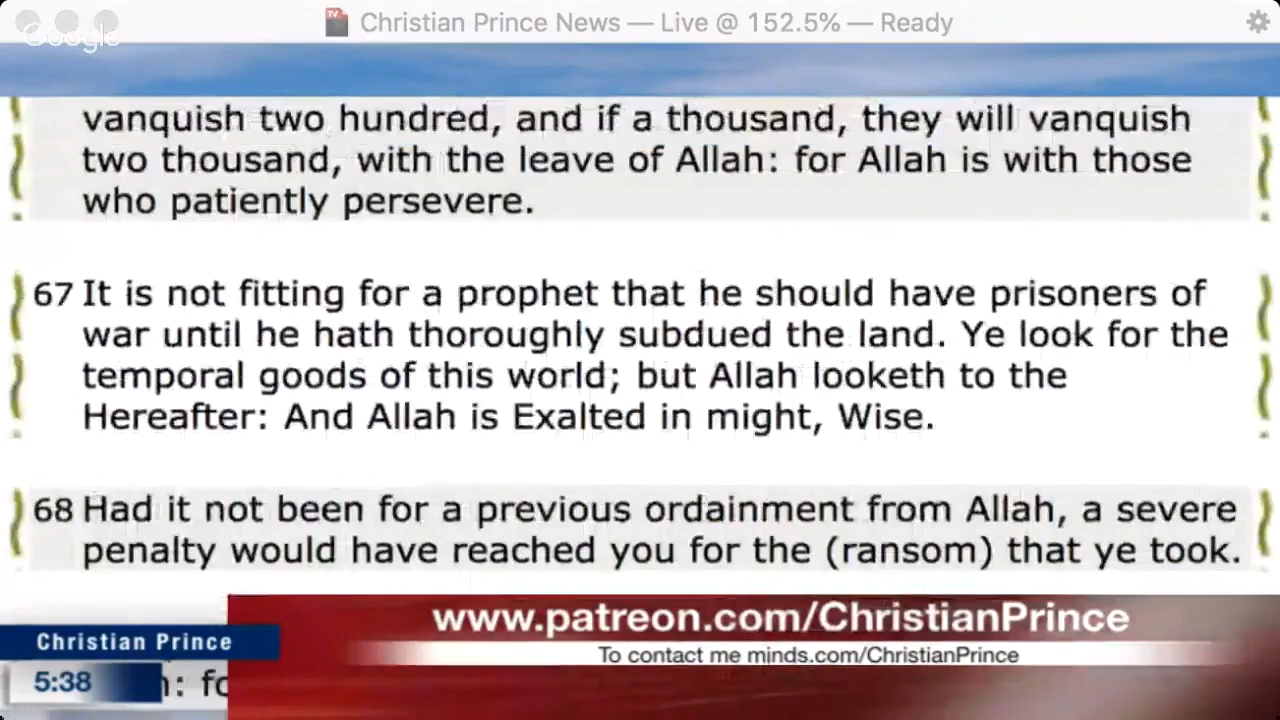 Christian Prince News — Live @ 152.5% — Ready
Google
vanquish two hundred, and if a thousand, they will vanquish
two thousand, with the leave of Allah: for Allah is with those
who patiently persevere.
67 It is not fitting for a prophet that he should have prisoners of
war until he hath thoroughly subdued the land. Ye look for the
temporal goods of this world; but Allah looketh to the
Hereafter: And Allah is Exalted in might, Wise.
68 Had it not been for a previous ordainment from Allah, a severe
penalty would have reached you for the (ransom) that ye took.
www.patreon.com/ChristianPrince
Christian Prince
To contact me minds.com/ChristianPrince
5:38